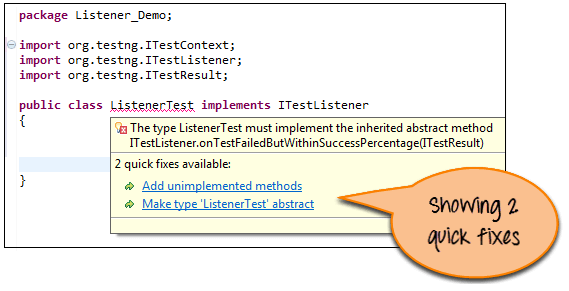 package Listener_Demo;
import org.testng.ITestContext;
import org.testng.ITestListener;
import org.testng.ITestResult;
public class ListenerTest implements ITestListener
{
The type ListenerTest must implement the inherited abstract method
ITestListener.onTestFailedButWithinSuccessPercentage(ITestResult)
2 quick fixes available:
Add unimplemented methods
Make type 'ListenerTest' abstract
}
Showing 2
quick fixes